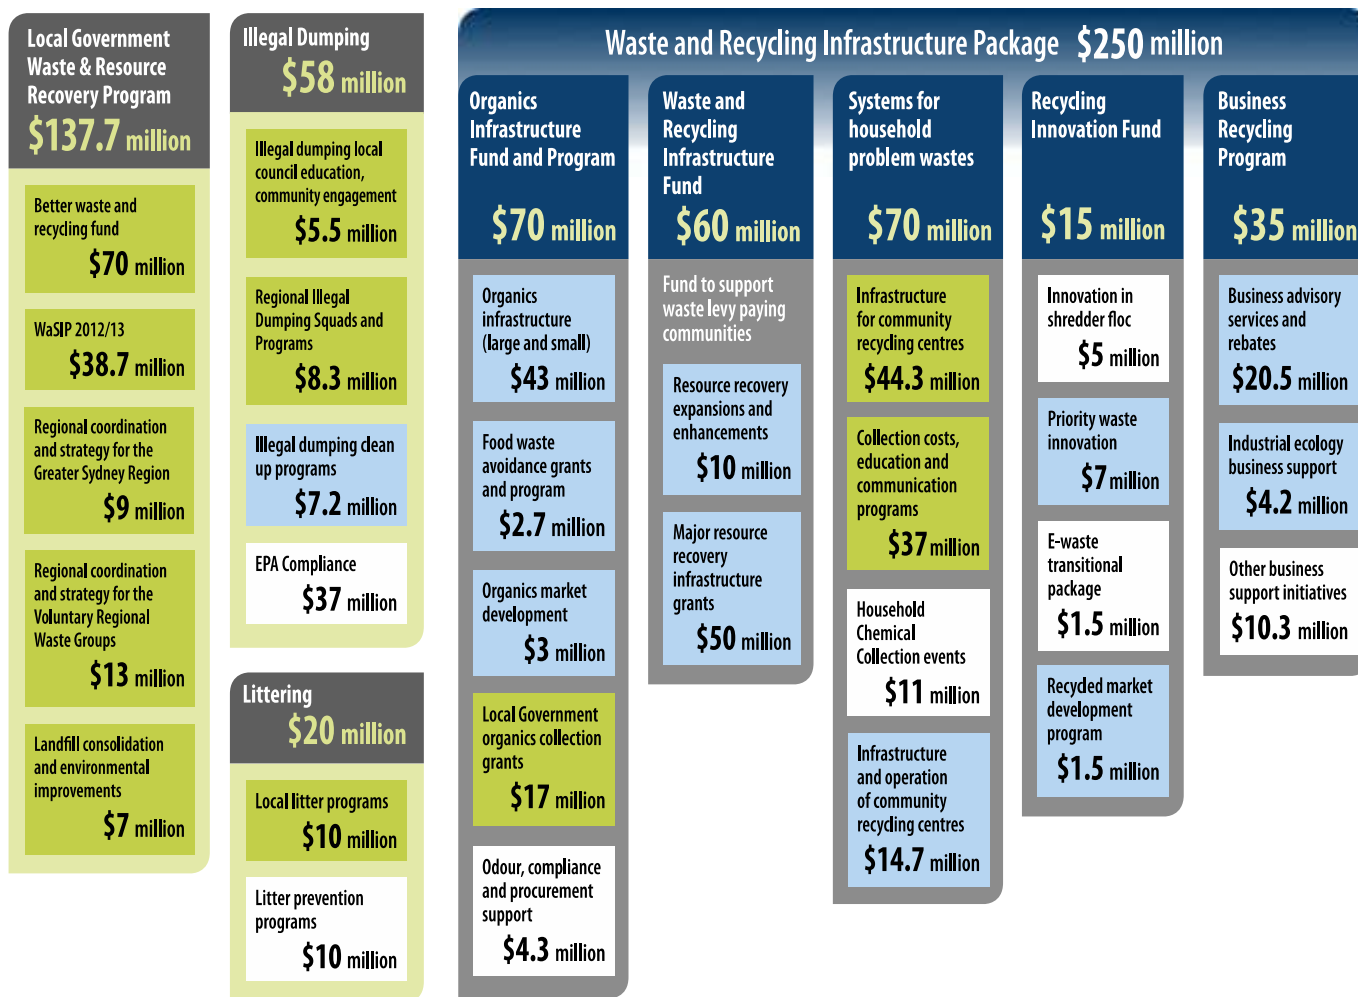 Local Government
Waste & Resource
Recovery Program
$137.7 million
Better waste and
recycling fund
$70 million
WaSIP 2012/13
$38.7 million
Regional coordination
and strategy for the
Greater Sydney Region
$9 million
Regional coordination
and strategy for the
Voluntary Regional
Waste Groups
$13 million
Landfill consolidation
and environmental
improvements
$7 million
Illegal Dumping
$58 million
Illegal dumping local
council education,
community engagement
$5.5 million
Regional Illegal
Dumping Squads and
Programs
$8.3 million
Illegal dumping clean
up programs
$7.2 million
EPA Compliance
$37 million
Littering
$20 million
Local litter programs
$10 million
Litter prevention
programs
$10 million
Waste and Recycling Infrastructure Package $250 million
Organics
Infrastructure
Fund and Program
$70 million
Organics
infrastructure
(large and small)
$43 million
Food waste
avoidance grants
and program
$2.7 million
Organics market
development
$3 million
Local Government
organics collection
grants
$17 million
Odour, compliance
and procurement
support
$4.3 million
Waste and
Recycling
Infrastructure
Fund
$60 million
Fund to support
waste levy paying
communities
Resource recovery
expansions and
enhancements
$10 million
Major resource
recovery
infrastructure
grants
$50 million
Systems for
household
problem wastes
$70 million
Infrastructure
for community
recycling centres
$44.3 million
Collection costs,
education and
communication
programs
$37 million
Household
Chemical
Collection events
$11 million
Infrastructure
and operation
of community
recycling centres
$14.7 million
Recycling
Innovation Fund
$15 million
Innovation in
shredder floc
$5 million
Priority waste
innovation
$7 million
E-waste
transitional
package
$1.5 million
Recycled market
development
program
$1.5 million
Business
Recycling
Program
$35 million
Business advisory
services and
rebates
$20.5 million
Industrial ecology
business support
$4.2 million
Other business
support initiatives
$10.3 million